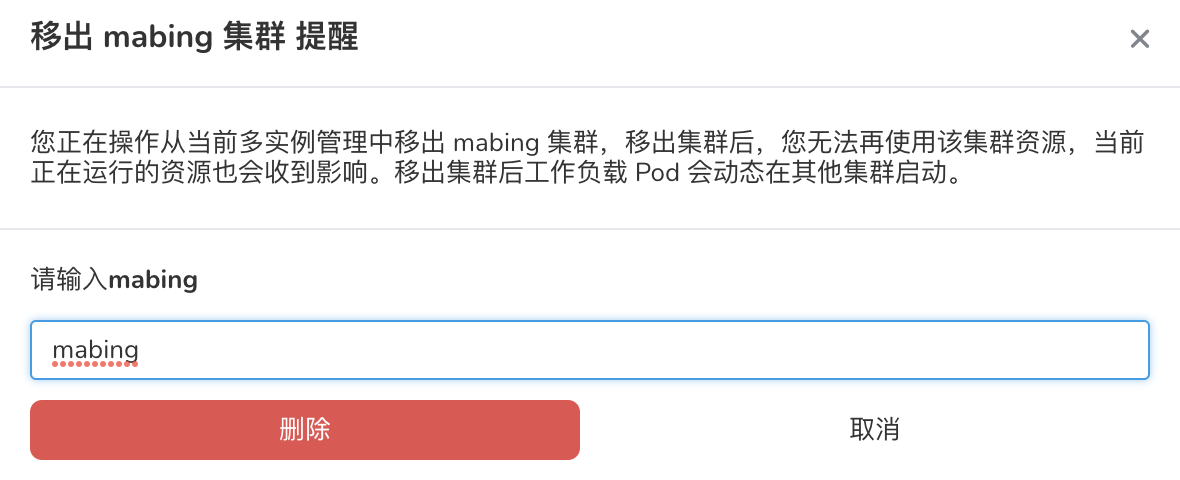 移出 mabing 集群 提醒
您正在操作从当前多实例管理中移出 mabing 集群，移出集群后，您无法再使用该集群资源，当前
正在运行的资源也会收到影响。移出集群后工作负载 Pod 会动态在其他集群启动。
请输入mabing
mabing
删除
取消